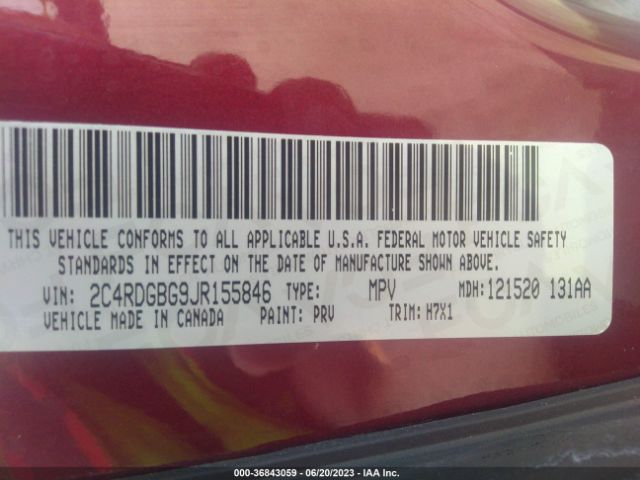 THIS VEHICLE CONFORMS TO ALL APPLICABLE U.S.A. FEDERAL MOTOR VEHICLE SAFETY
STANDARDS IN EFFECT ON THE DATE OF MANUFACTURE SHOWN ABOVE.
VIN: 2C4RDGBG9JR155846 TYPE: MPV MDH: 121520 131AA
VEHICLE MADE IN CANADA PAINT: PRV TRIM: H7X1
000-36843059 - 06/20/2023 - IAA Inc.